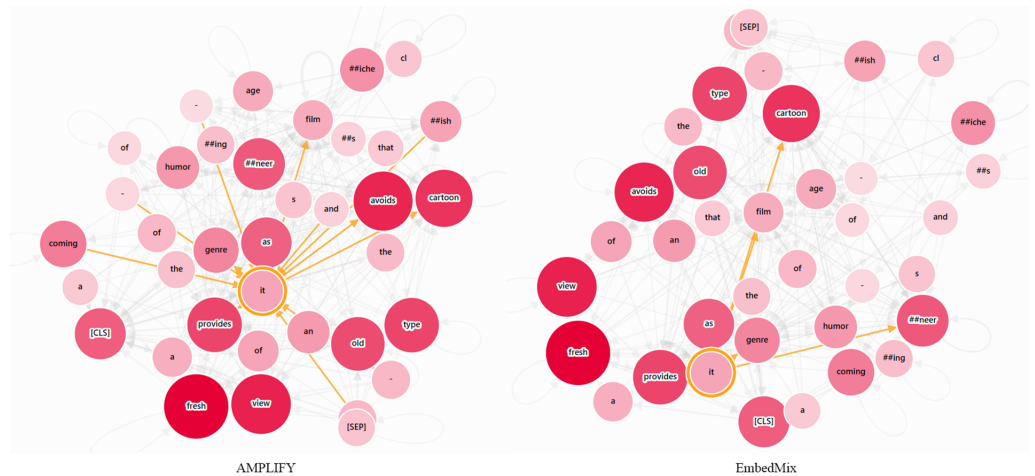 [SEP]
##iche
cl
-
##ish
age
type
cartoon
-
film
##ish
cl
##iche
##s
of
##ing
##s
that
humor
##neer
-
s
and
avoids
cartoon
of
genre
as
the
coming
the
it
a
[CLS]
provides
an
old
type
a
of
-
fresh
view
[SEP]
the
old
avoids
age
-
that
film
of
and
of
an
view
of
s
the
-
as
humor
##neer
fresh
genre
provides
it
coming
##ing
a
[CLS]
a
AMPLIFY
EmbedMix